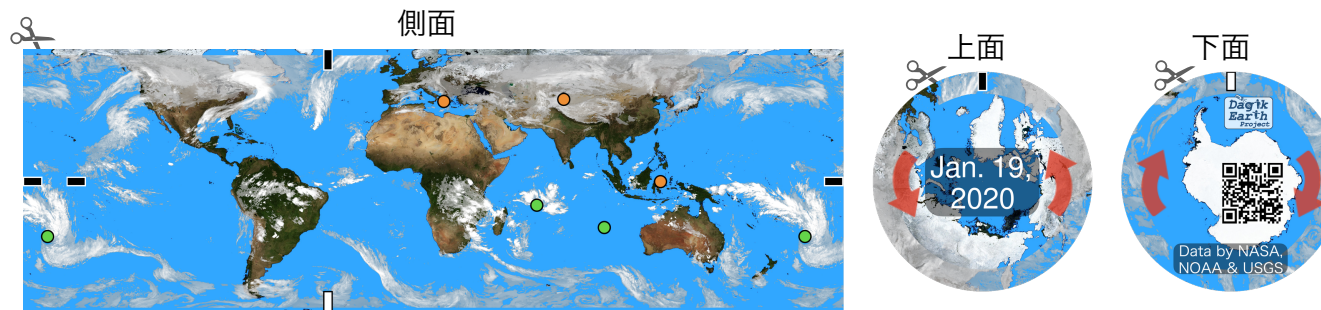 側面
上面
下面
Jan. 19,
2020
Dagik
Earth
Project
Data by NASA,
NOAA & USGS